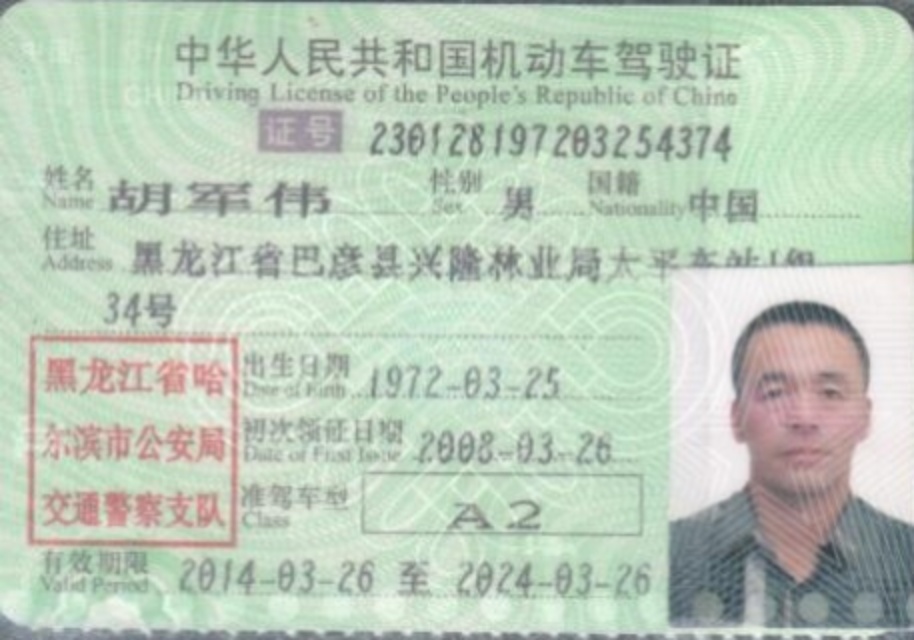 中华人民共和国机动车驾驶证
Driving License of the People's Republic of China
证号 230128197203254374
姓名 胡军伟 性别 男 国籍 中国
Name Sex Nationality
住址 黑龙江省巴彦县兴隆林业局太平车站1组
Address
34号
黑龙江省哈
尔滨市公安局
交通警察支队
出生日期 1972-03-25
Date of Birth
初次领证日期 2008-03-26
Date of First Issue
准驾车型 A2
Class
有效期限 2014-03-26 至 2024-03-26
Valid Period